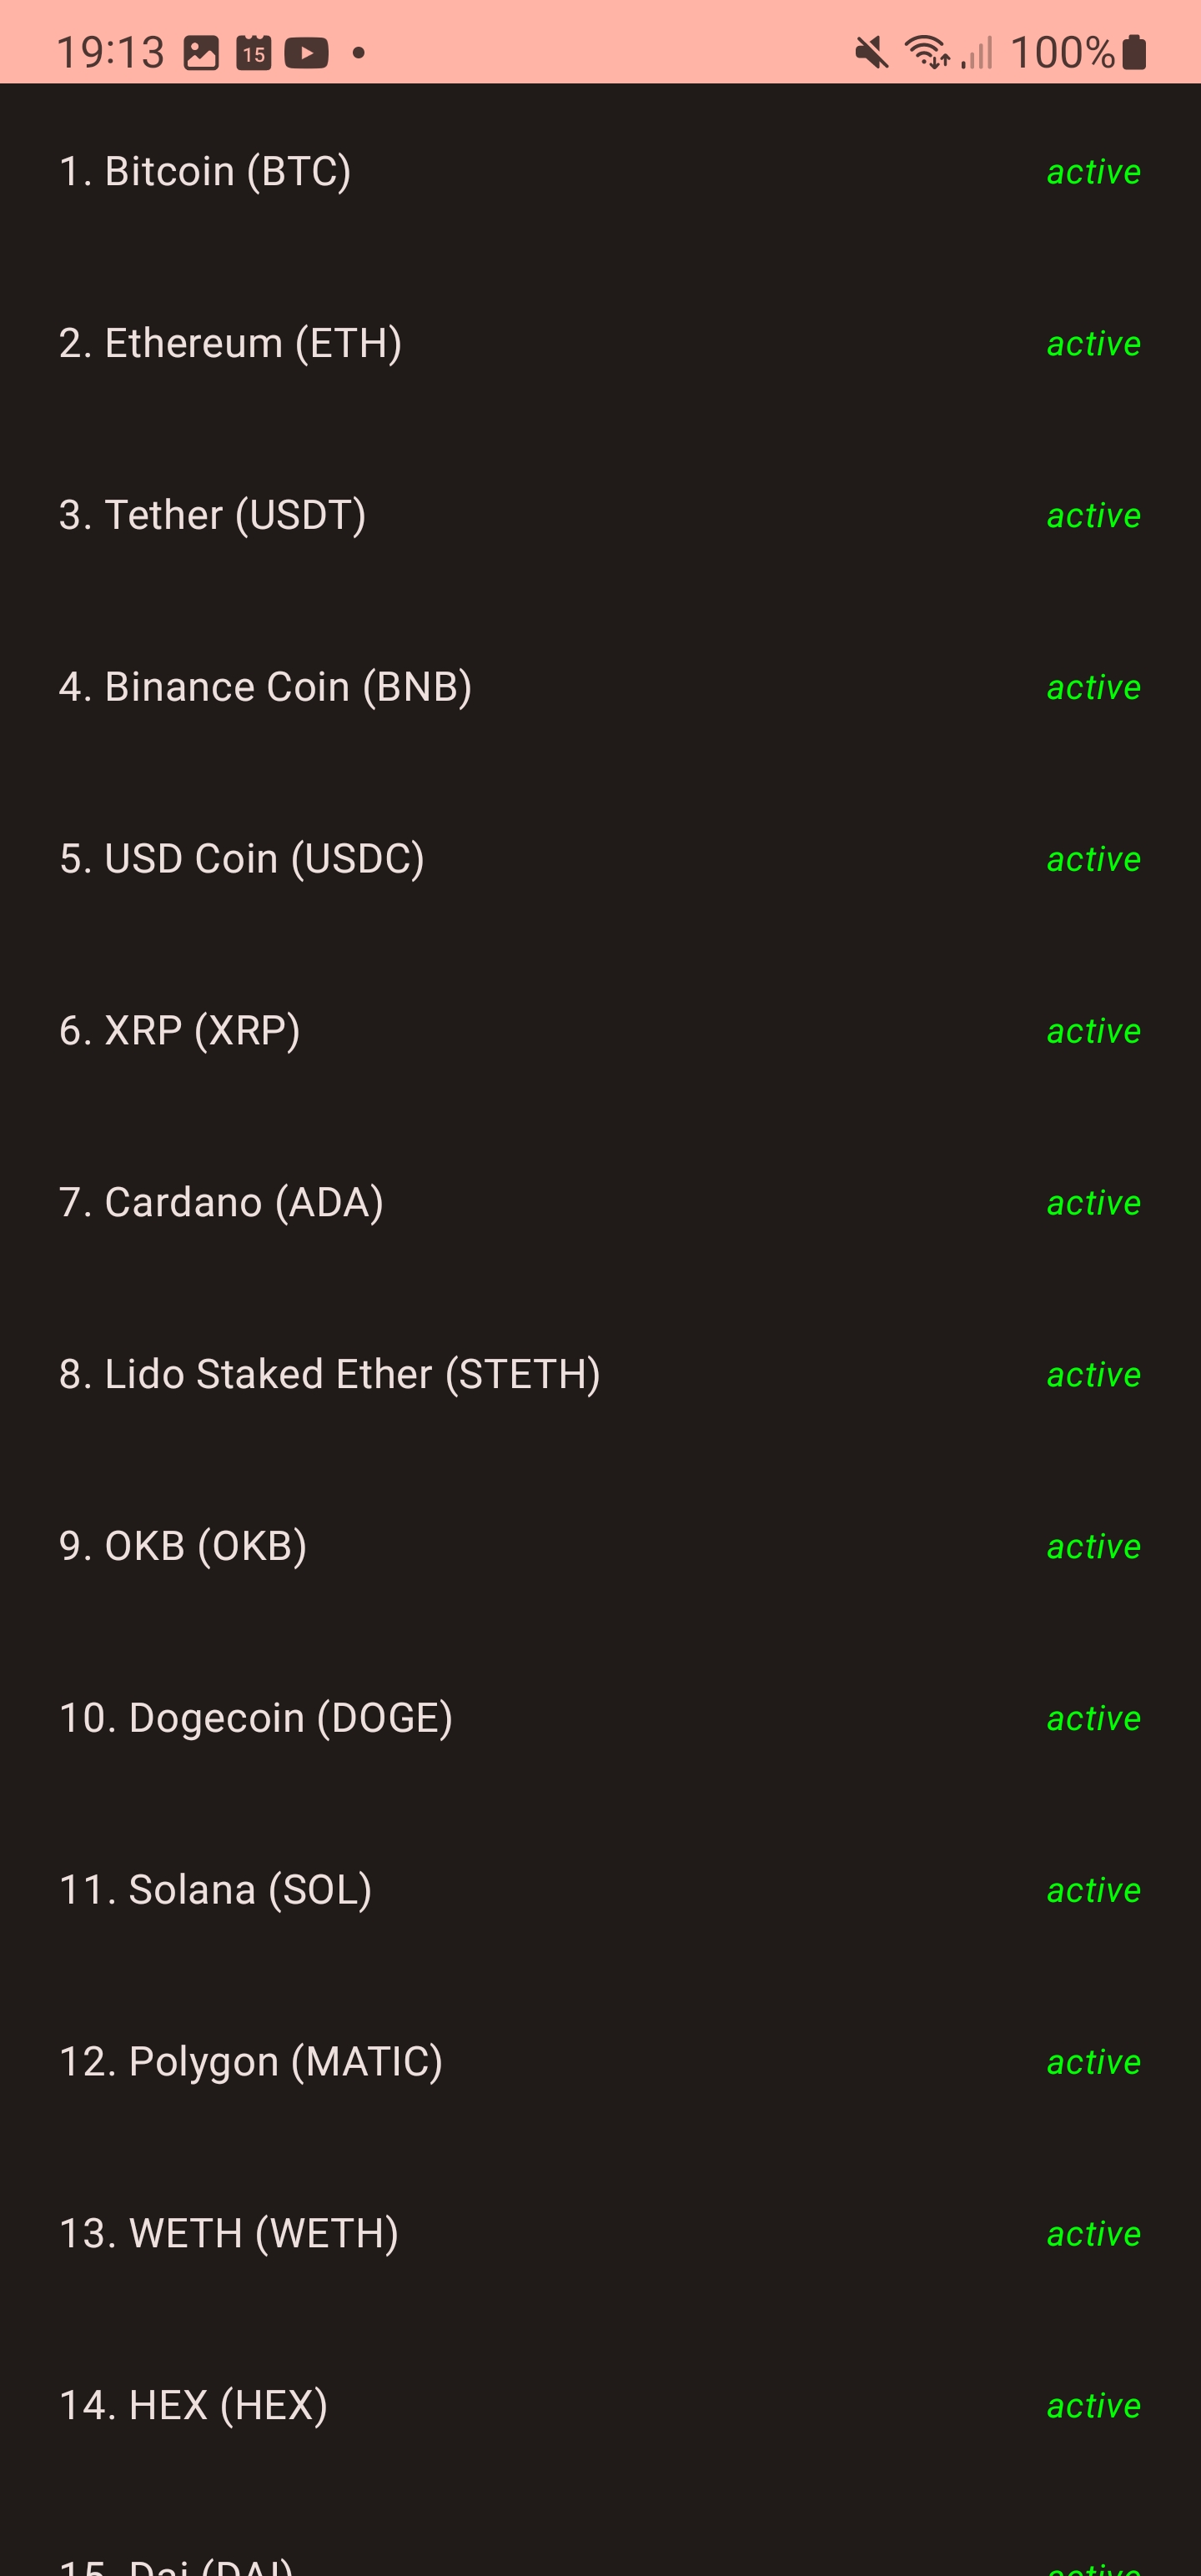 19:13 15 100%
1. Bitcoin (BTC) active
2. Ethereum (ETH) active
3. Tether (USDT) active
4. Binance Coin (BNB) active
5. USD Coin (USDC) active
6. XRP (XRP) active
7. Cardano (ADA) active
8. Lido Staked Ether (STETH) active
9. OKB (OKB) active
10. Dogecoin (DOGE) active
11. Solana (SOL) active
12. Polygon (MATIC) active
13. WETH (WETH) active
14. HEX (HEX) active
15. Dai (DAI) active